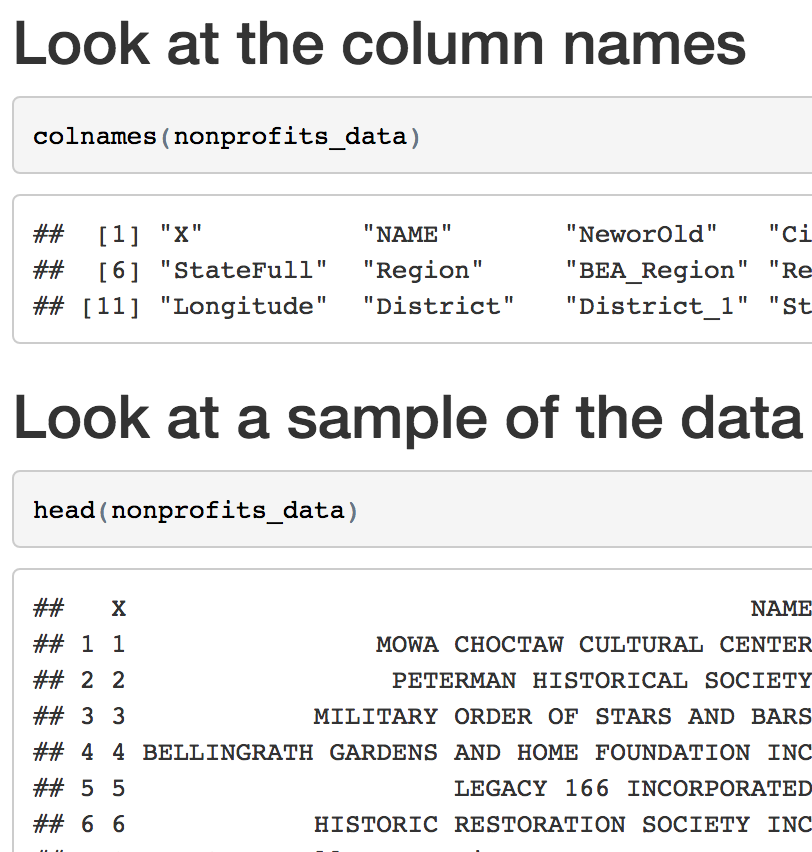 Look at the column names
colnames(nonprofits_data)
##  [1] "X"          "NAME"       "NeworOld"   "Ci
##  [6] "StateFull"  "Region"     "BEA_Region" "Re
## [11] "Longitude"  "District"   "District_1" "St
Look at a sample of the data
head(nonprofits_data)
##   X                                        NAME
## 1 1                MOWA CHOCTAW CULTURAL CENTER
## 2 2                 PETERMAN HISTORICAL SOCIETY
## 3 3            MILITARY ORDER OF STARS AND BARS
## 4 4 BELLINGRATH GARDENS AND HOME FOUNDATION INC
## 5 5                     LEGACY 166 INCORPORATED
## 6 6            HISTORIC RESTORATION SOCIETY INC